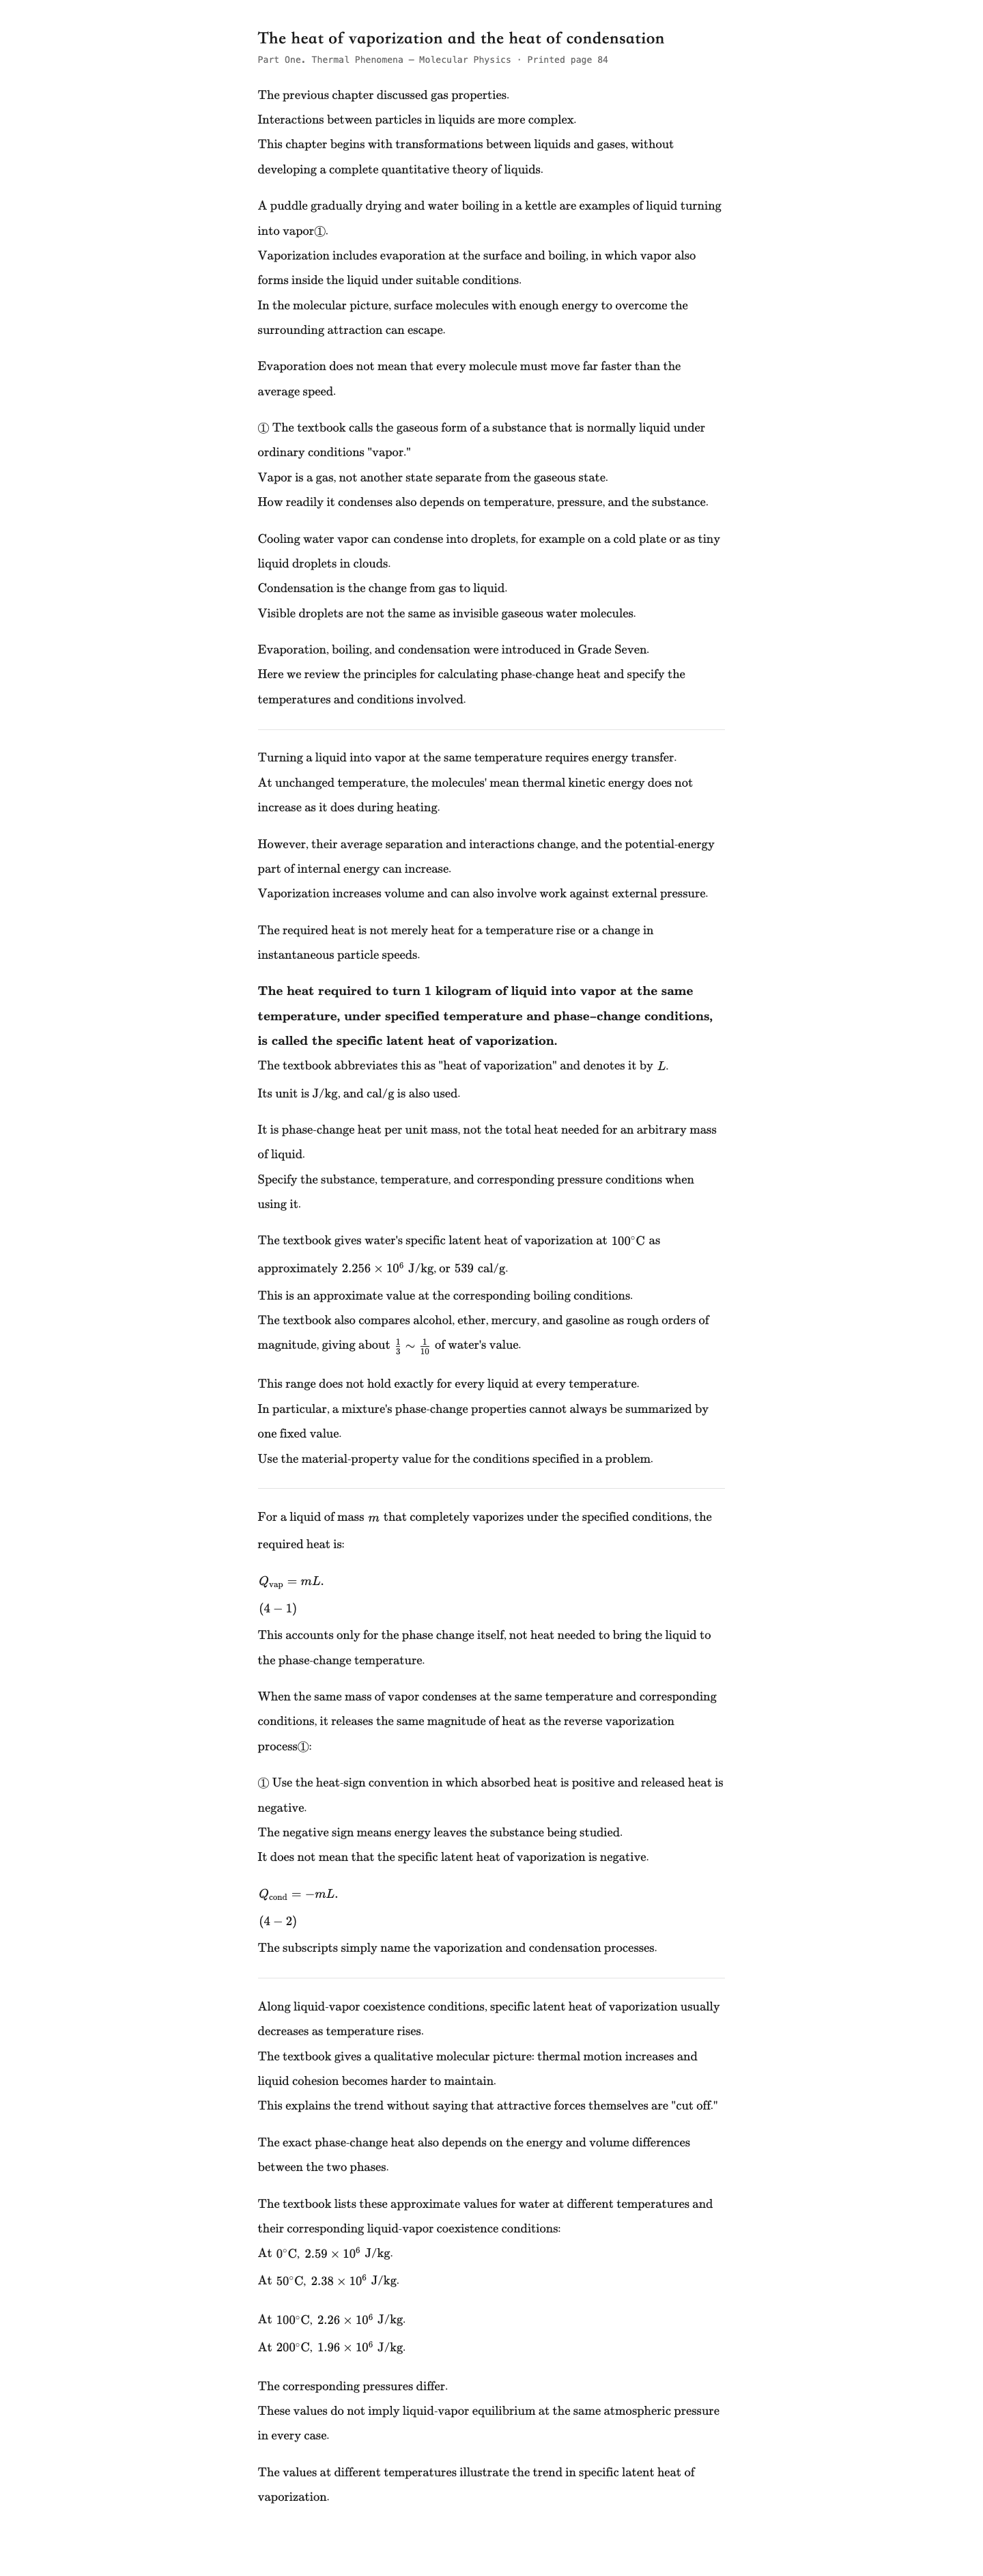 The heat of vaporization and the heat of condensation
Part One. Thermal Phenomena — Molecular Physics · Printed page 84
The previous chapter discussed gas properties.
Interactions between particles in liquids are more complex.
This chapter begins with transformations between liquids and gases, without
developing a complete quantitative theory of liquids.
A puddle gradually drying and water boiling in a kettle are examples of liquid turning
into vapor①.
Vaporization includes evaporation at the surface and boiling, in which vapor also
forms inside the liquid under suitable conditions.
In the molecular picture, surface molecules with enough energy to overcome the
surrounding attraction can escape.
Evaporation does not mean that every molecule must move far faster than the
average speed.
① The textbook calls the gaseous form of a substance that is normally liquid under
ordinary conditions "vapor."
Vapor is a gas, not another state separate from the gaseous state.
How readily it condenses also depends on temperature, pressure, and the substance.
Cooling water vapor can condense into droplets, for example on a cold plate or as tiny
liquid droplets in clouds.
Condensation is the change from gas to liquid.
Visible droplets are not the same as invisible gaseous water molecules.
Evaporation, boiling, and condensation were introduced in Grade Seven.
Here we review the principles for calculating phase-change heat and specify the
temperatures and conditions involved.
Turning a liquid into vapor at the same temperature requires energy transfer.
At unchanged temperature, the molecules' mean thermal kinetic energy does not
increase as it does during heating.
However, their average separation and interactions change, and the potential-energy
part of internal energy can increase.
Vaporization increases volume and can also involve work against external pressure.
The required heat is not merely heat for a temperature rise or a change in
instantaneous particle speeds.
The heat required to turn 1 kilogram of liquid into vapor at the same
temperature, under specified temperature and phase-change conditions,
is called the specific latent heat of vaporization.
The textbook abbreviates this as "heat of vaporization" and denotes it by L.
Its unit is J/kg, and cal/g is also used.
It is phase-change heat per unit mass, not the total heat needed for an arbitrary mass
of liquid.
Specify the substance, temperature, and corresponding pressure conditions when
using it.
The textbook gives water's specific latent heat of vaporization at 100°C as
approximately 2.256 × 10⁶ J/kg, or 539 cal/g.
This is an approximate value at the corresponding boiling conditions.
The textbook also compares alcohol, ether, mercury, and gasoline as rough orders of
magnitude, giving about 1/3 ∼ 1/10 of water's value.
This range does not hold exactly for every liquid at every temperature.
In particular, a mixture's phase-change properties cannot always be summarized by
one fixed value.
Use the material-property value for the conditions specified in a problem.
For a liquid of mass m that completely vaporizes under the specified conditions, the
required heat is:
Q_vap = mL.
(4 − 1)
This accounts only for the phase change itself, not heat needed to bring the liquid to
the phase-change temperature.
When the same mass of vapor condenses at the same temperature and corresponding
conditions, it releases the same magnitude of heat as the reverse vaporization
process①:
① Use the heat-sign convention in which absorbed heat is positive and released heat is
negative.
The negative sign means energy leaves the substance being studied.
It does not mean that the specific latent heat of vaporization is negative.
Q_cond = −mL.
(4 − 2)
The subscripts simply name the vaporization and condensation processes.
Along liquid-vapor coexistence conditions, specific latent heat of vaporization usually
decreases as temperature rises.
The textbook gives a qualitative molecular picture: thermal motion increases and
liquid cohesion becomes harder to maintain.
This explains the trend without saying that attractive forces themselves are "cut off."
The exact phase-change heat also depends on the energy and volume differences
between the two phases.
The textbook lists these approximate values for water at different temperatures and
their corresponding liquid-vapor coexistence conditions:
At 0°C, 2.59 × 10⁶ J/kg.
At 50°C, 2.38 × 10⁶ J/kg.
At 100°C, 2.26 × 10⁶ J/kg.
At 200°C, 1.96 × 10⁶ J/kg.
The corresponding pressures differ.
These values do not imply liquid-vapor equilibrium at the same atmospheric pressure
in every case.
The values at different temperatures illustrate the trend in specific latent heat of
vaporization.